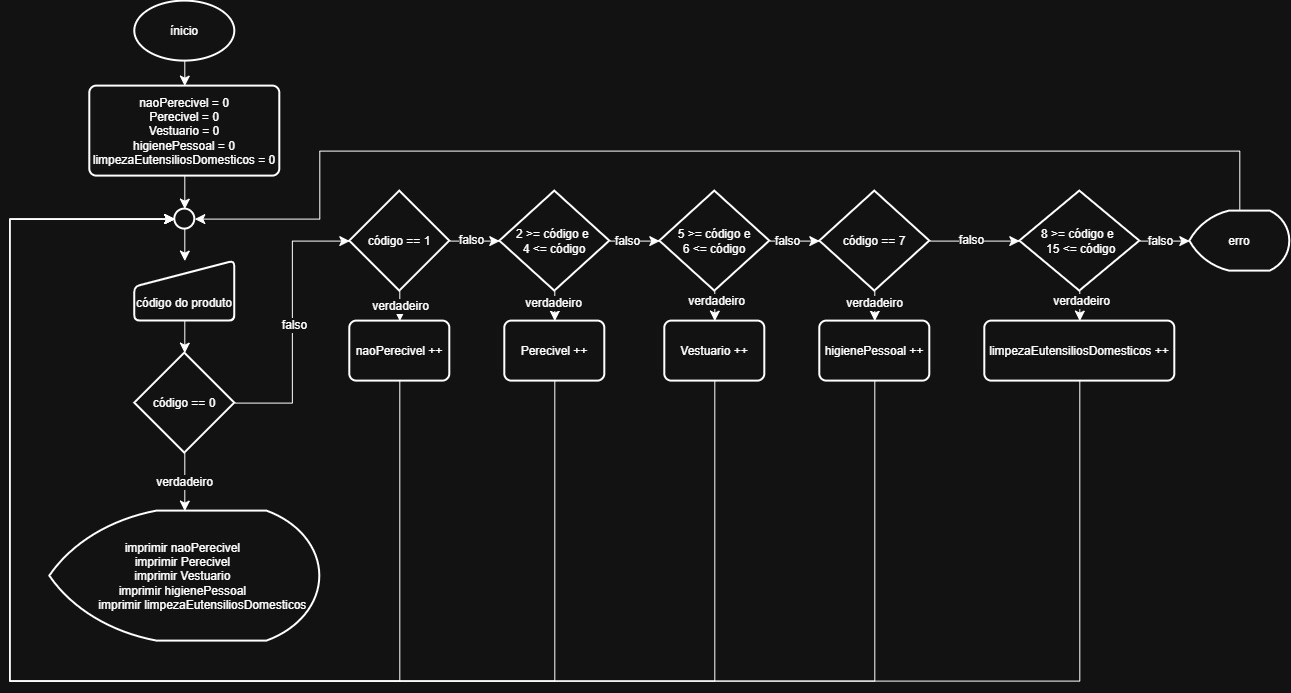 ínicio
naoPerecivel = 0
Perecivel = 0
Vestuario = 0
higienePessoal = 0
limpezaEutensiliosDomesticos = 0
código do produto
código == 0
falso
verdadeiro
imprimir naoPerecivel
imprimir Perecivel
imprimir Vestuario
imprimir higienePessoal
imprimir limpezaEutensiliosDomesticos
código == 1
falso
verdadeiro
naoPerecivel ++
2 >= código e
4 <= código
falso
verdadeiro
Perecivel ++
5 >= código e
6 <= código
falso
verdadeiro
Vestuario ++
código == 7
falso
verdadeiro
higienePessoal ++
8 >= código e
15 <= código
falso
verdadeiro
limpezaEutensiliosDomesticos ++
erro